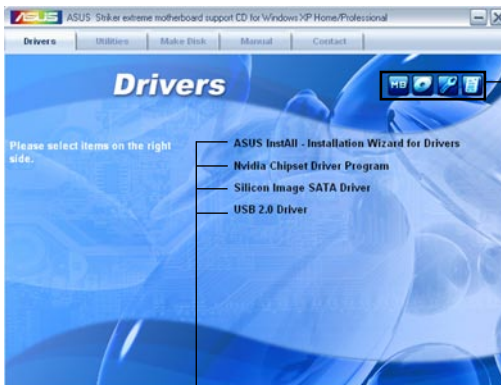 ASUS ASUS Striker extreme motherboard support CD for Windows XP Home/Professional
Drivers Utilities Make Disk Manual Contact
Drivers
MB
Please select items on the right
side.
ASUS InstAll - Installation Wizard for Drivers
Nvidia Chipset Driver Program
Silicon Image SATA Driver
USB 2.0 Driver